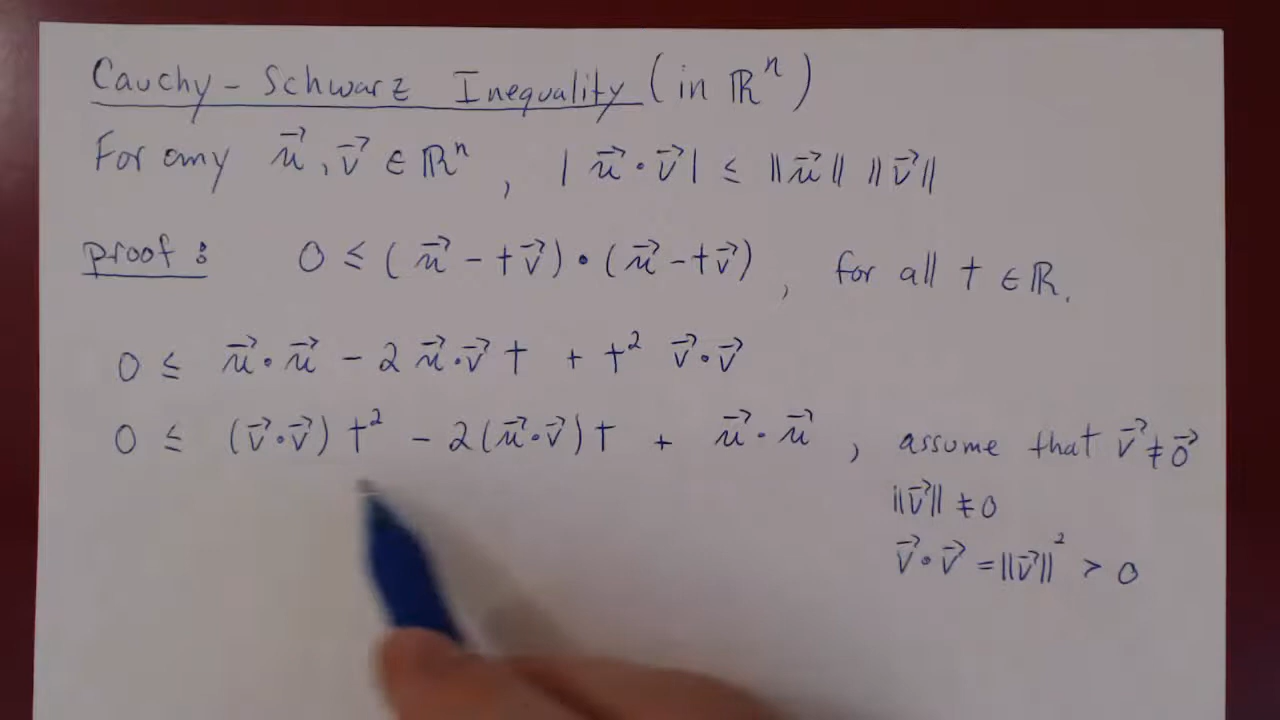 Cauchy - Schwarz Inequality (in ℝⁿ)
For any u⃗, v⃗ ∈ ℝⁿ, |u⃗ · v⃗| ≤ ‖u⃗‖ ‖v⃗‖
proof: 0 ≤ (u⃗ - tv⃗) · (u⃗ - tv⃗), for all t ∈ ℝ.
0 ≤ u⃗ · u⃗ - 2 u⃗ · v⃗ t + t² v⃗ · v⃗
0 ≤ (v⃗ · v⃗) t² - 2(u⃗ · v⃗)t + u⃗ · u⃗, assume that v⃗ ≠ 0⃗
‖v⃗‖ ≠ 0
v⃗ · v⃗ = ‖v⃗‖² > 0